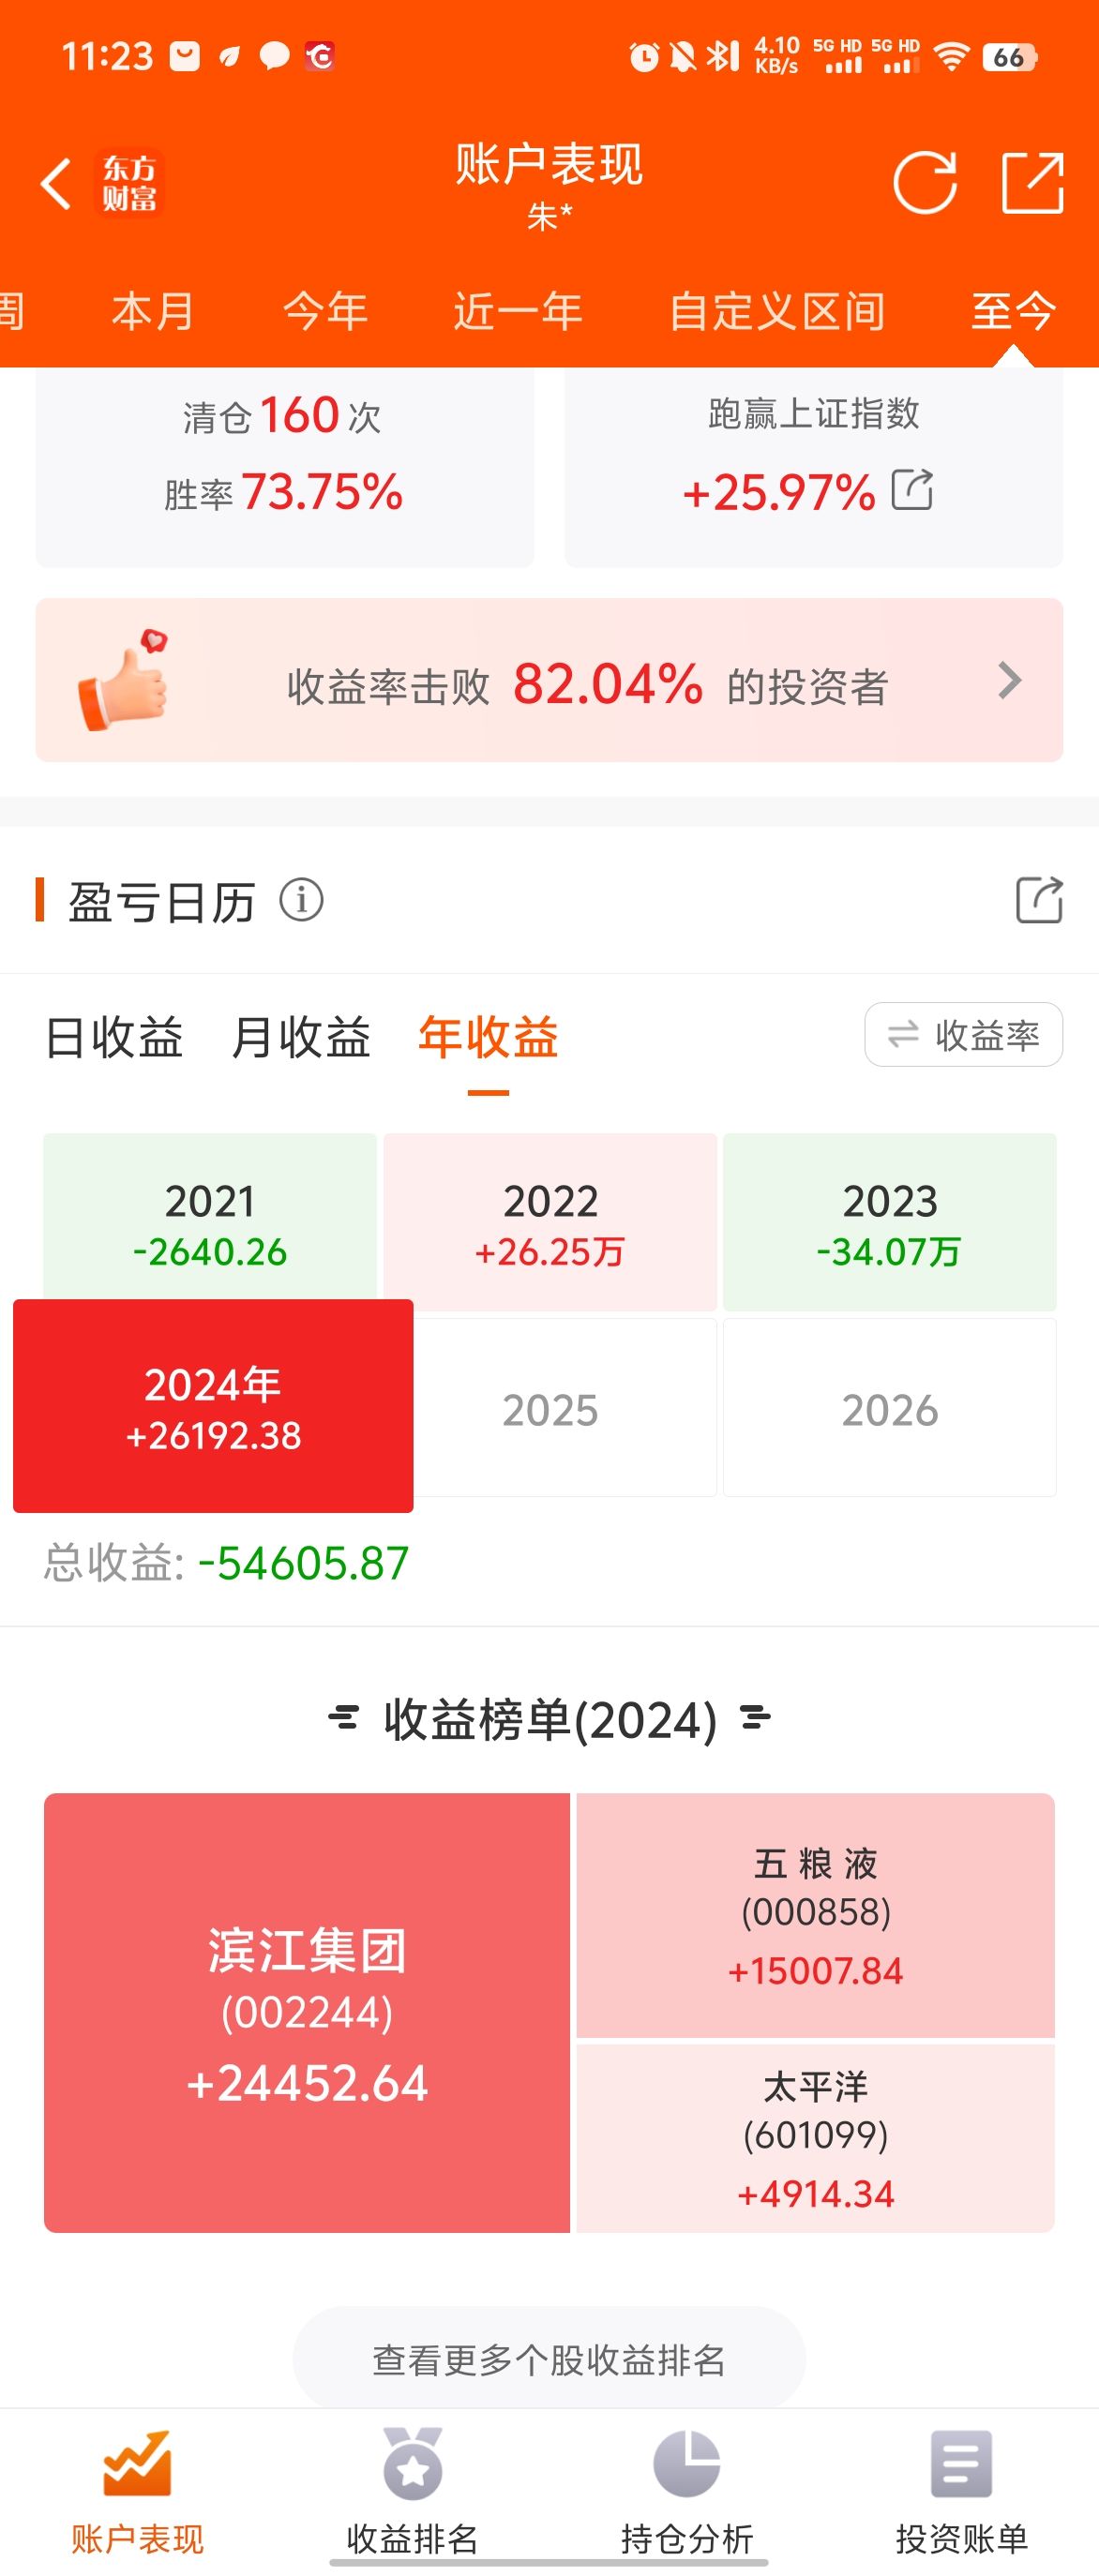 11:23
4.10 KB/s 5G HD 5G HD 66
东方财富
账户表现
朱*
周 本月 今年 近一年 自定义区间 至今
清仓160次
胜率73.75%
跑赢上证指数
+25.97%
收益率击败 82.04% 的投资者
盈亏日历
日收益 月收益 年收益 收益率
2021
-2640.26
2022
+26.25万
2023
-34.07万
2024年
+26192.38
2025
2026
总收益: -54605.87
收益榜单(2024)
滨江集团
(002244)
+24452.64
五 粮 液
(000858)
+15007.84
太平洋
(601099)
+4914.34
查看更多个股收益排名
账户表现 收益排名 持仓分析 投资账单